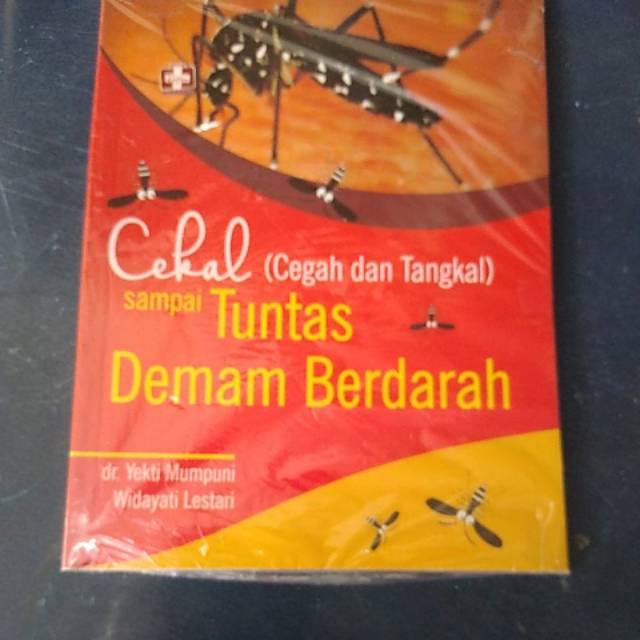 Cekal (Cegah dan Tangkal)
sampai Tuntas
Demam Berdarah
dr. Yekti Mumpuni
Widayati Lestari